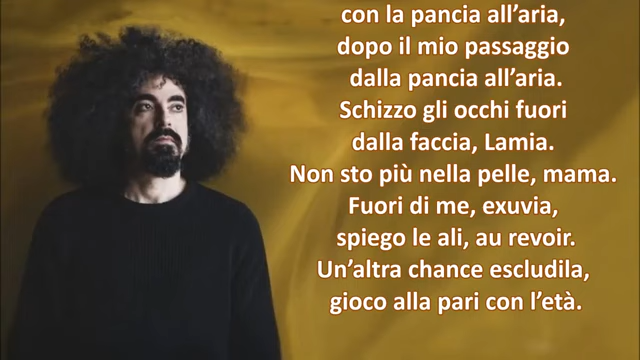 con la pancia all’aria,
dopo il mio passaggio
dalla pancia all’aria.
Schizzo gli occhi fuori
dalla faccia, Lamia.
Non sto più nella pelle, mama.
Fuori di me, exuvia,
spiego le ali, au revoir.
Un’altra chance escludila,
gioco alla pari con l’età.